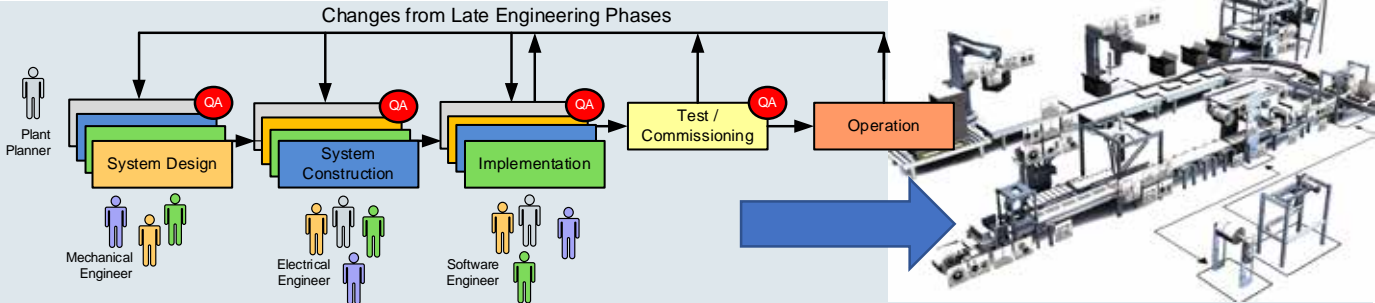 Changes from Late Engineering Phases
Plant
Planner
QA
QA
QA
QA
System Design
System
Construction
Implementation
Test /
Commissioning
Operation
Mechanical
Engineer
Electrical
Engineer
Software
Engineer